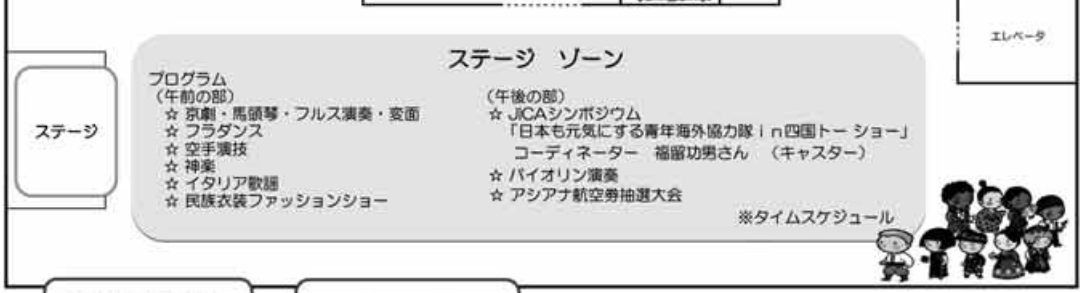 エレベータ
ステージ
ステージ　ゾーン
プログラム
（午前の部）
☆ 京劇・馬頭琴・フルス演奏・変面
☆ フラダンス
☆ 空手演技
☆ 神楽
☆ イタリア歌謡
☆ 民族衣装ファッションショー
（午後の部）
☆ JICAシンポジウム
「日本も元気にする青年海外協力隊ｉｎ四国トーショー」
コーディネーター　福留功男さん　（キャスター）
☆ バイオリン演奏
☆ アシアナ航空券抽選大会
※タイムスケジュール